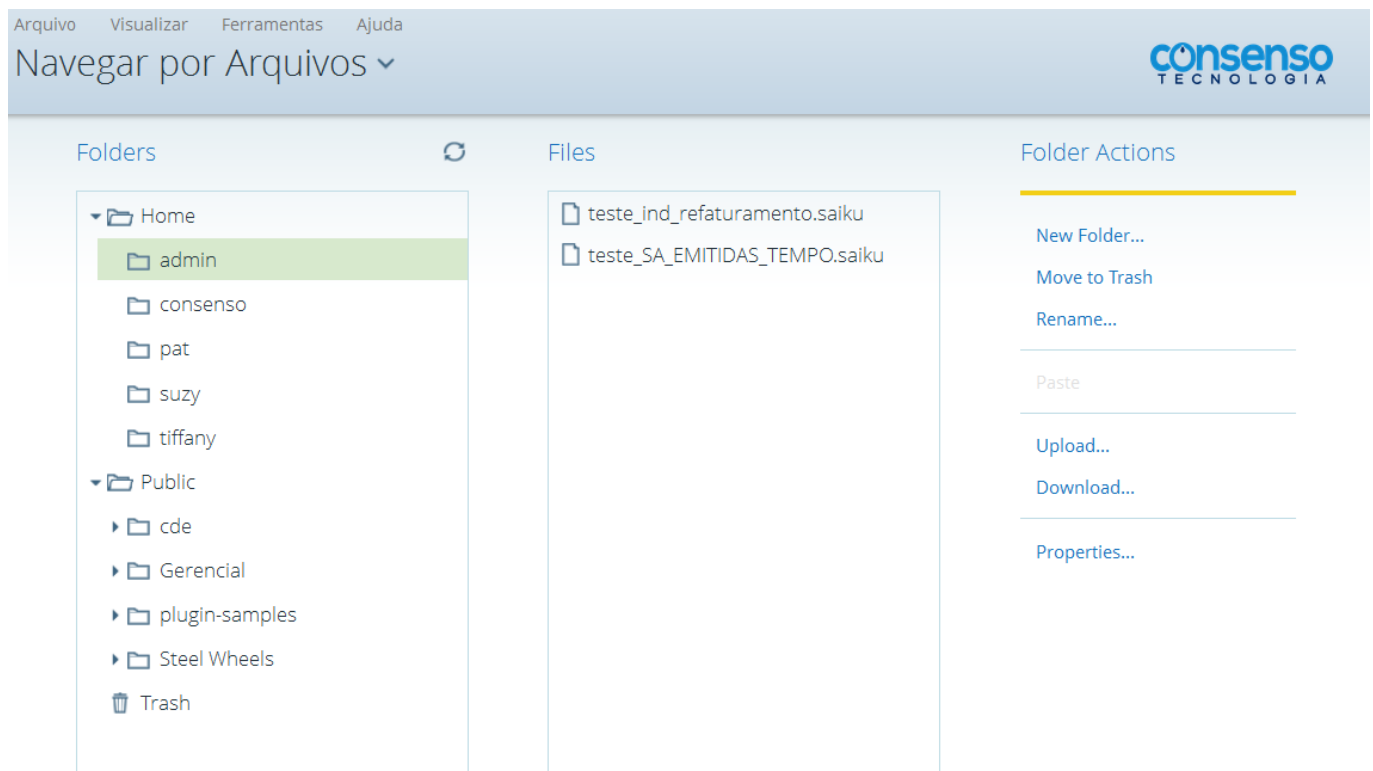 Arquivo Visualizar Ferramentas Ajuda
Navegar por Arquivos
consenso
TECNOLOGIA
Folders
Home
admin
consenso
pat
suzy
tiffany
Public
cde
Gerencial
plugin-samples
Steel Wheels
Trash
Files
teste_ind_refaturamento.saiku
teste_SA_EMITIDAS_TEMPO.saiku
Folder Actions
New Folder...
Move to Trash
Rename...
Paste
Upload...
Download...
Properties...